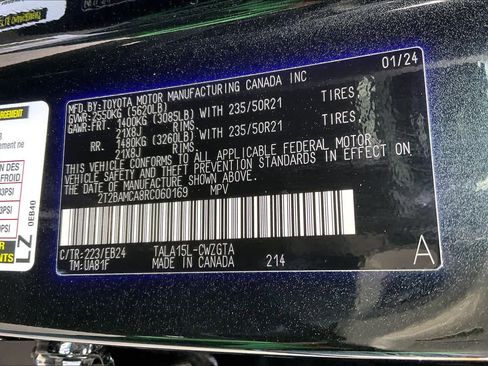 MFD.BY:TOYOTA MOTOR MANUFACTURING CANADA INC 01/24
GVWR:2550KG (5620LB)
GAWR:FRT. 1400KG (3085LB) WITH 235/50R21 TIRES,
21X8J RIMS
RR. 1480KG (3260LB) WITH 235/50R21 TIRES,
21X8J RIMS
THIS VEHICLE CONFORMS TO ALL APPLICABLE FEDERAL MOTOR
VEHICLE SAFETY AND THEFT PREVENTION STANDARDS IN EFFECT ON
THE DATE OF MANUFACTURE SHOWN ABOVE.
2T2BAMCA8RC060169 MPV
C/TR:223/EB24 TALA15L-CWZGTA
TM:UA81F MADE IN CANADA 214
A
LZ 0EB40